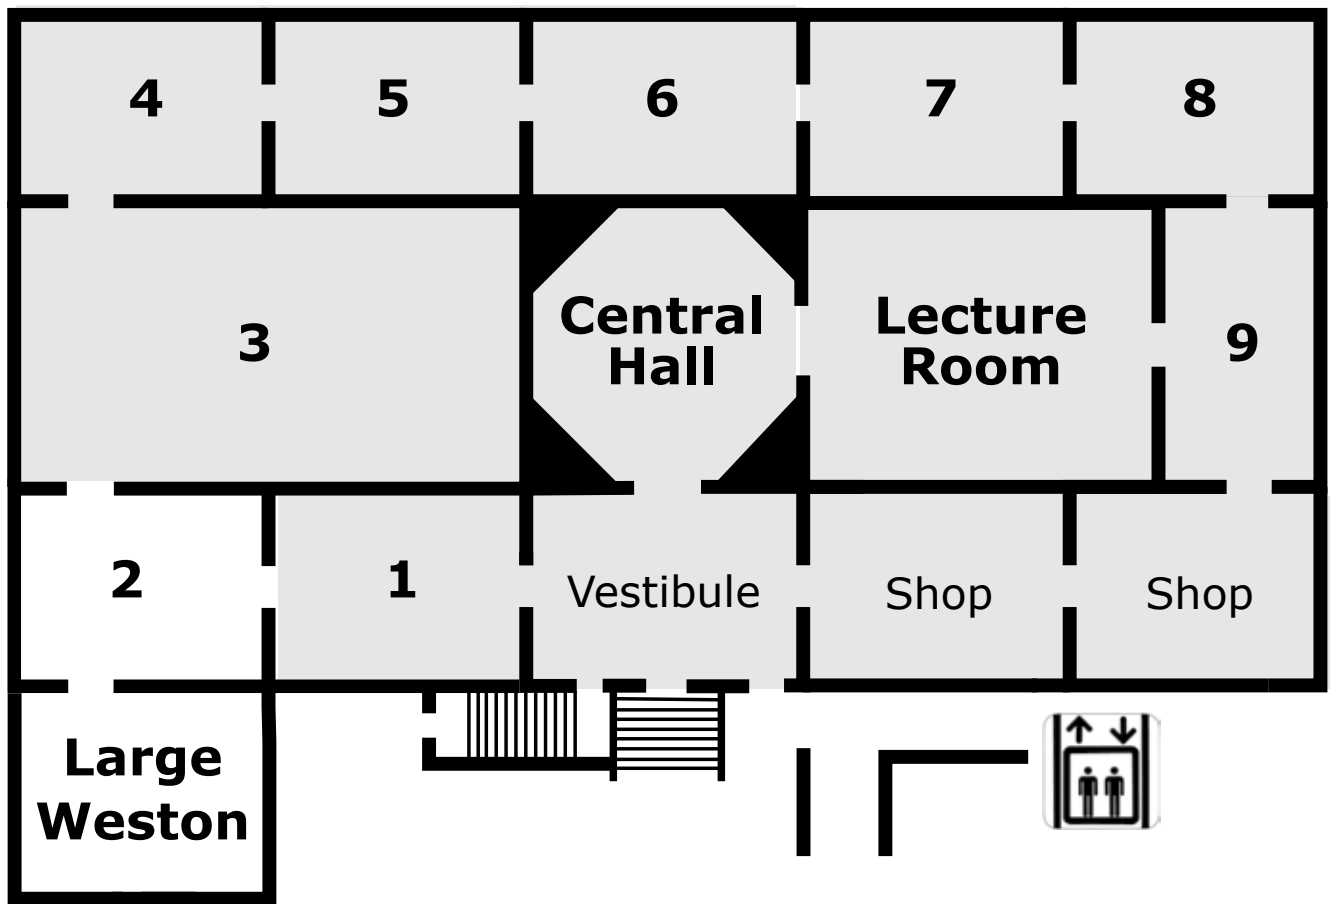 4
5
6
7
8
3
Central
Hall
Lecture
Room
9
2
1
Vestibule
Shop
Shop
Large
Weston